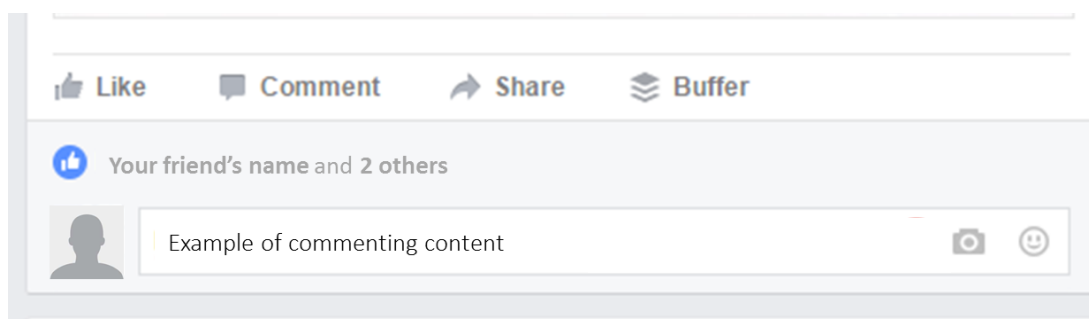 Like Comment Share Buffer
Your friend’s name and 2 others
Example of commenting content